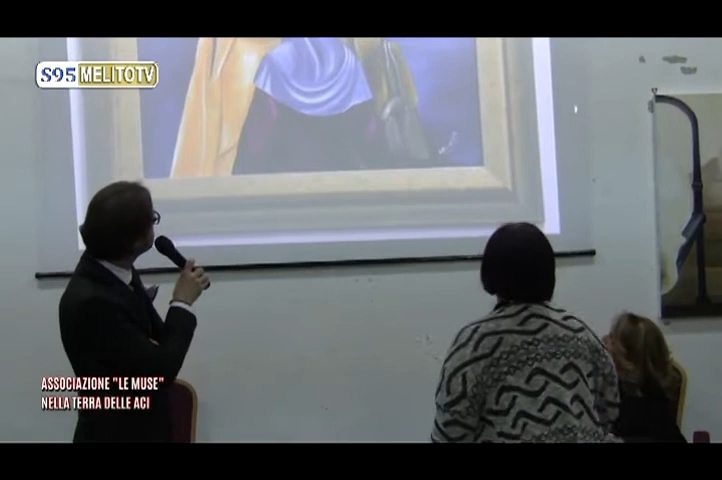 S95 MELITOTV
ASSOCIAZIONE "LE MUSE"
NELLA TERRA DELLE ACI